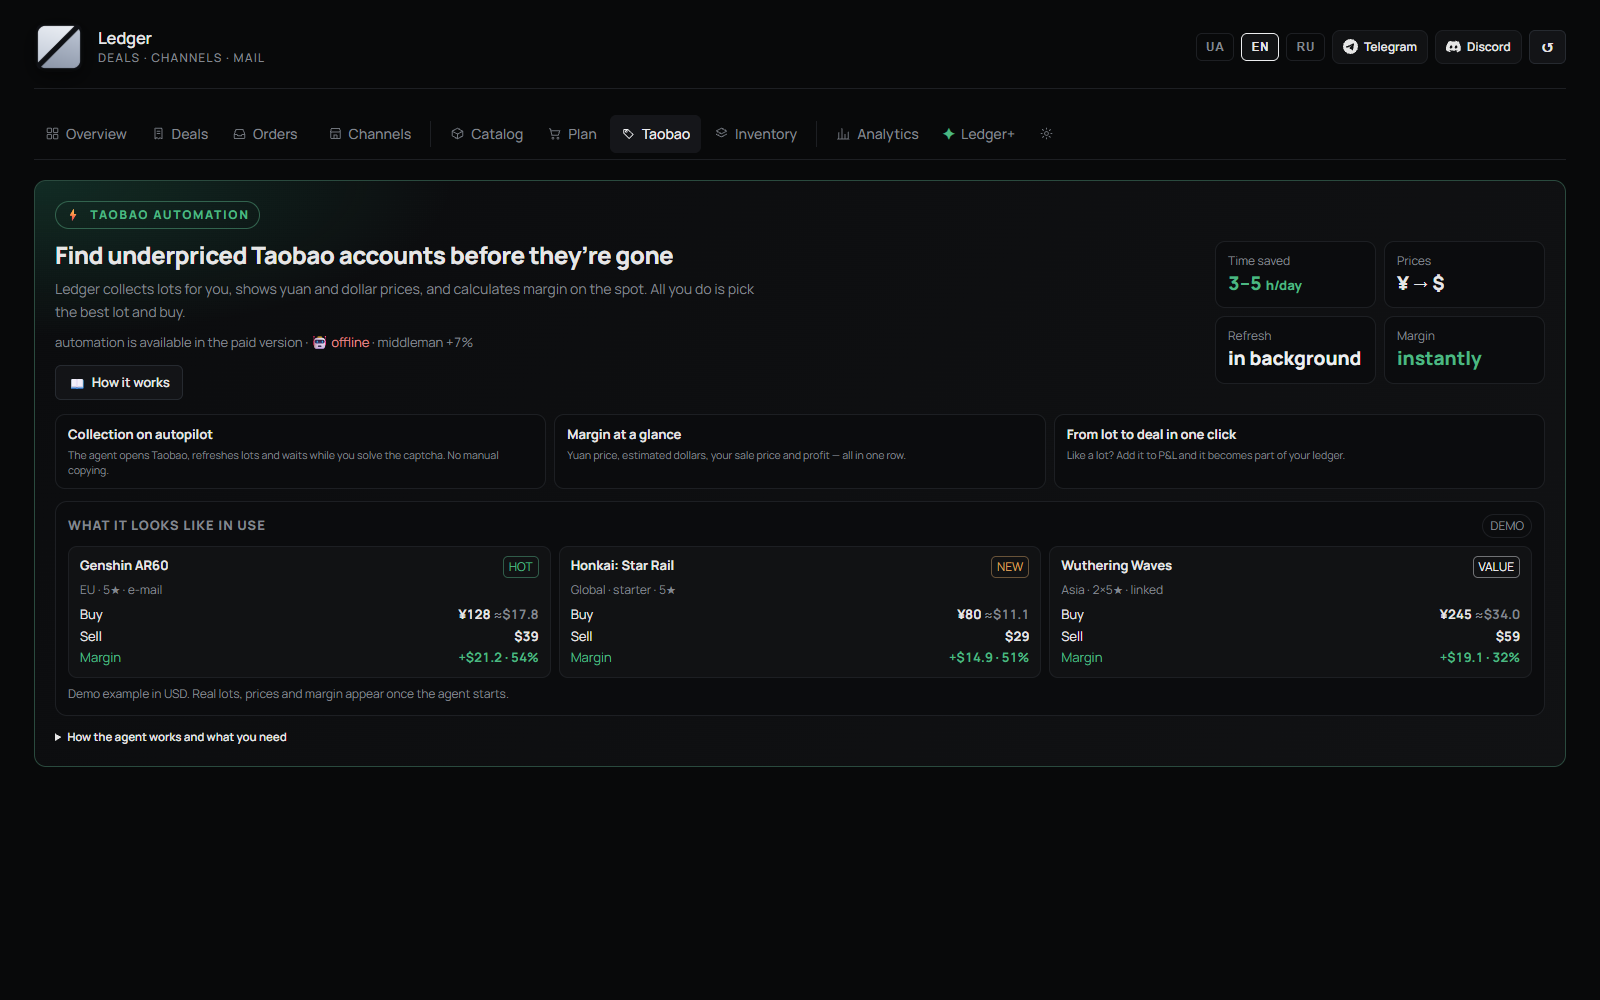 Ledger
DEALS · CHANNELS · MAIL
UA
EN
RU
Telegram
Discord
Overview
Deals
Orders
Channels
Catalog
Plan
Taobao
Inventory
Analytics
Ledger+
TAOBAO AUTOMATION
Find underpriced Taobao accounts before they're gone
Ledger collects lots for you, shows yuan and dollar prices, and calculates margin on the spot. All you do is pick
the best lot and buy.
automation is available in the paid version · offline · middleman +7%
How it works
Time saved
3–5 h/day
Prices
¥ → $
Refresh
in background
Margin
instantly
Collection on autopilot
The agent opens Taobao, refreshes lots and waits while you solve the captcha. No manual
copying.
Margin at a glance
Yuan price, estimated dollars, your sale price and profit — all in one row.
From lot to deal in one click
Like a lot? Add it to P&L and it becomes part of your ledger.
WHAT IT LOOKS LIKE IN USE
DEMO
Genshin AR60
HOT
EU · 5★ · e-mail
Buy ¥128 ≈$17.8
Sell $39
Margin +$21.2 · 54%
Honkai: Star Rail
NEW
Global · starter · 5★
Buy ¥80 ≈$11.1
Sell $29
Margin +$14.9 · 51%
Wuthering Waves
VALUE
Asia · 2×5★ · linked
Buy ¥245 ≈$34.0
Sell $59
Margin +$19.1 · 32%
Demo example in USD. Real lots, prices and margin appear once the agent starts.
How the agent works and what you need